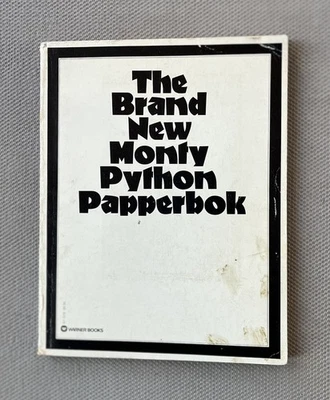 The
Brand
New
Monty
Python
Papperbok
WARNER BOOKS